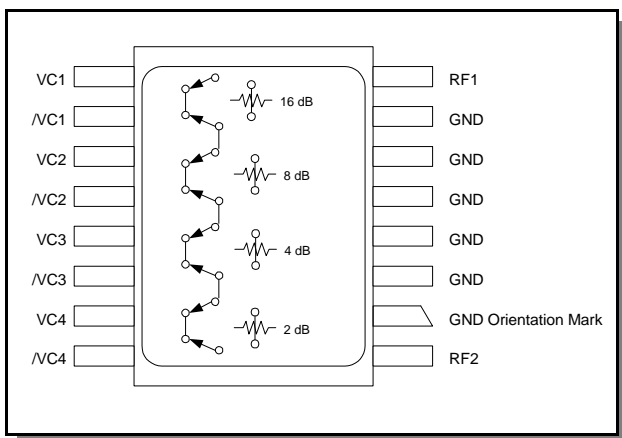 VC1
/VC1
VC2
/VC2
VC3
/VC3
VC4
/VC4
16 dB
8 dB
4 dB
2 dB
RF1
GND
GND
GND
GND
GND
GND Orientation Mark
RF2